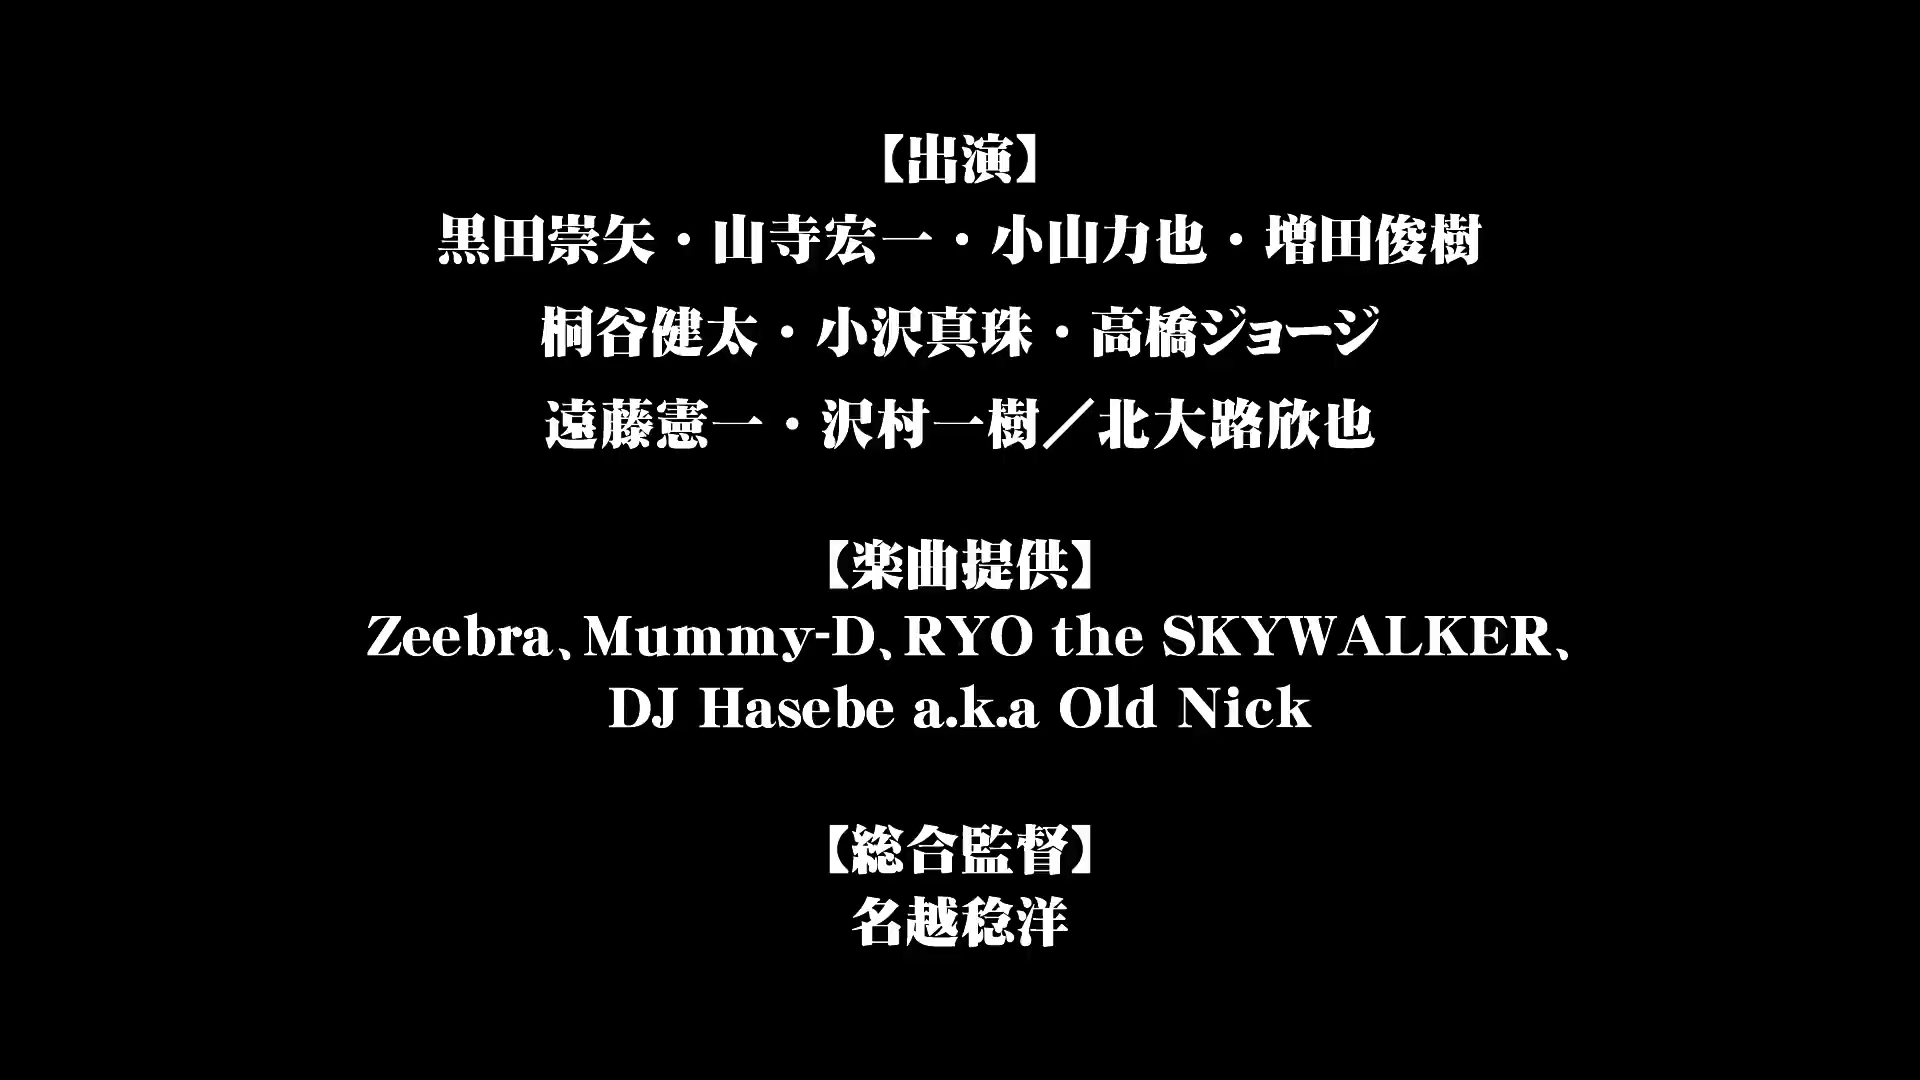 【出演】
黒田崇矢・山寺宏一・小山力也・増田俊樹
桐谷健太・小沢真珠・高橋ジョージ
遠藤憲一・沢村一樹／北大路欣也
【楽曲提供】
Zeebra、Mummy-D、RYO the SKYWALKER、
DJ Hasebe a.k.a Old Nick
【総合監督】
名越稔洋